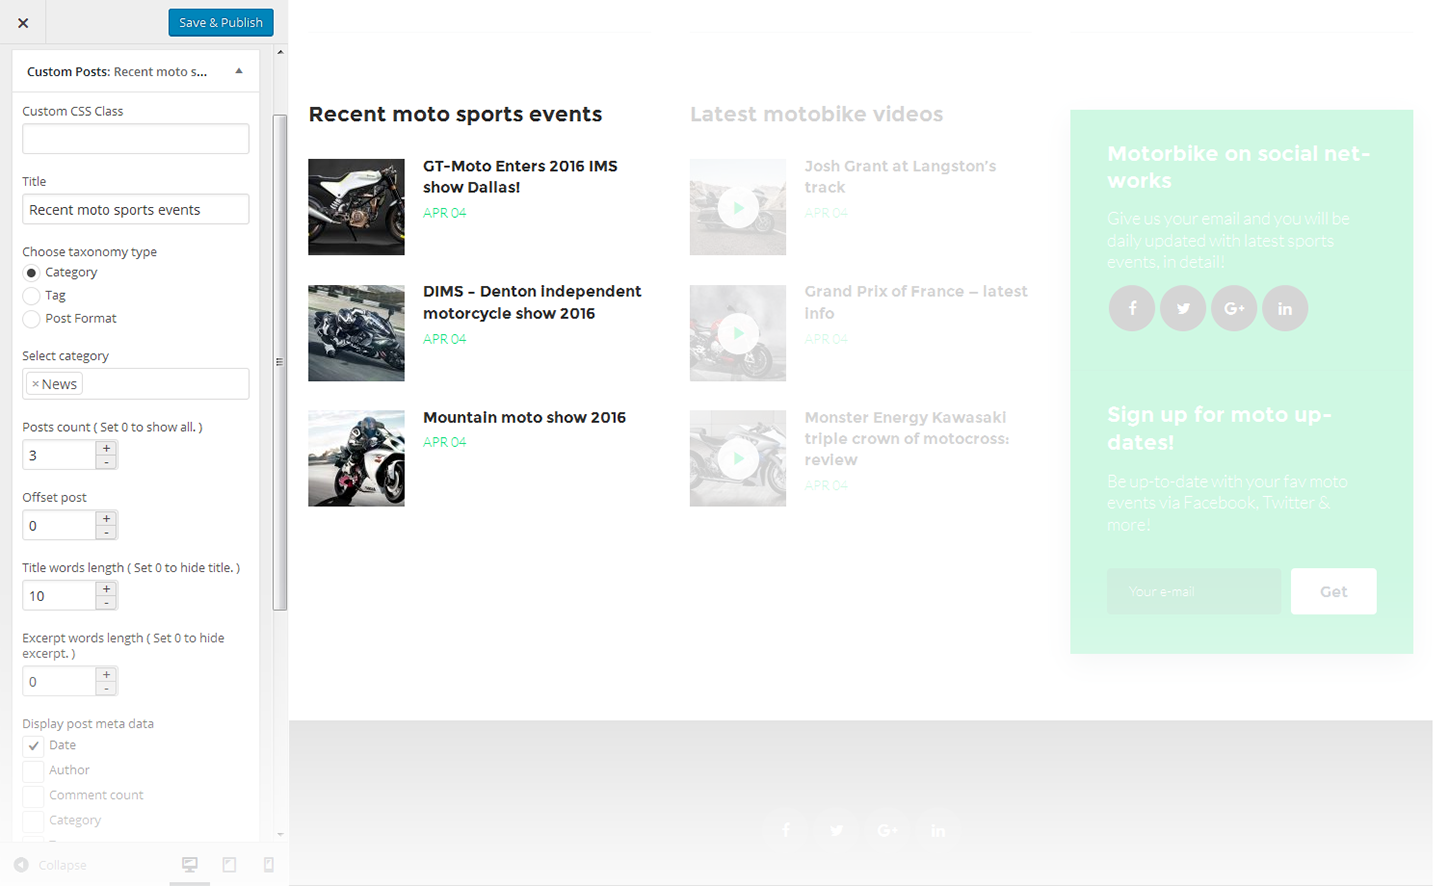 Save & Publish
Custom Posts: Recent moto s...
Custom CSS Class
Title
Recent moto sports events
Choose taxonomy type
Category
Tag
Post Format
Select category
× News
Posts count ( Set 0 to show all. )
3
+
-
Offset post
0
+
-
Title words length ( Set 0 to hide title. )
10
+
-
Excerpt words length ( Set 0 to hide
excerpt. )
0
+
-
Display post meta data
Date
Author
Comment count
Category
Collapse
Recent moto sports events
GT-Moto Enters 2016 IMS
show Dallas!
APR 04
DIMS - Denton independent
motorcycle show 2016
APR 04
Mountain moto show 2016
APR 04
Latest motobike videos
Josh Grant at Langston's
track
APR 04
Grand Prix of France – latest
info
APR 04
Monster Energy Kawasaki
triple crown of motocross:
review
APR 04
Motorbike on social net-
works
Give us your email and you will be
daily updated with latest sports
events, in detail!
Sign up for moto up-
dates!
Be up-to-date with your fav moto
events via Facebook, Twitter &
more!
Your e-mail
Get